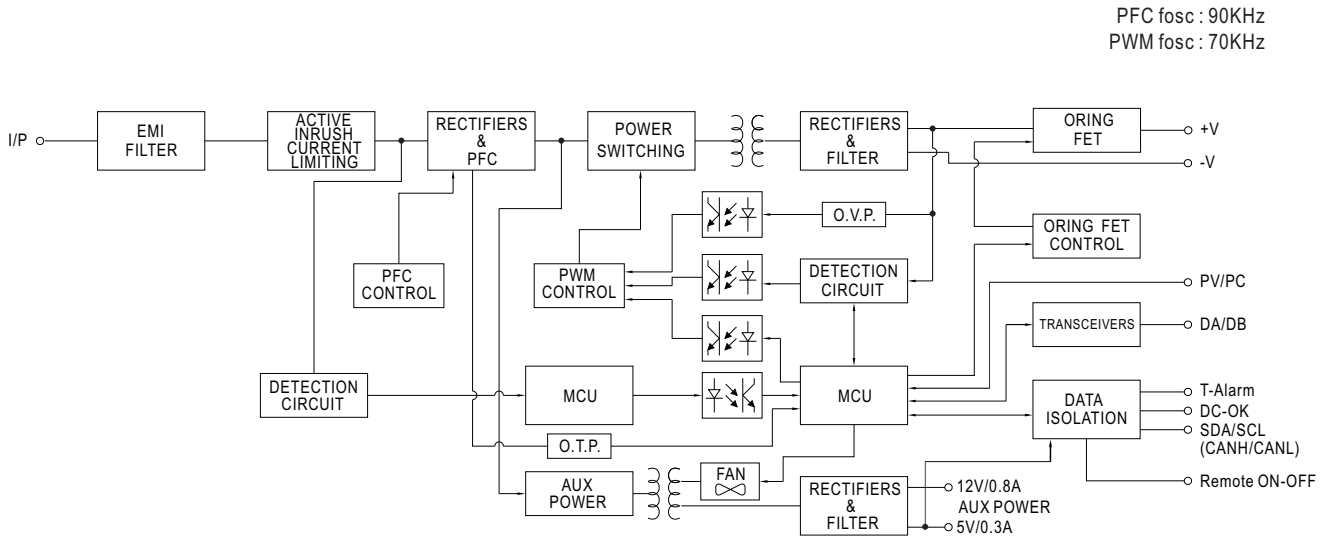 PFC fosc : 90KHz
PWM fosc : 70KHz
I/P
EMI
FILTER
ACTIVE
INRUSH
CURRENT
LIMITING
RECTIFIERS
&
PFC
POWER
SWITCHING
RECTIFIERS
&
FILTER
ORING
FET
+V
-V
O.V.P.
ORING FET
CONTROL
PFC
CONTROL
PWM
CONTROL
DETECTION
CIRCUIT
PV/PC
TRANSCEIVERS
DA/DB
DETECTION
CIRCUIT
MCU
MCU
DATA
ISOLATION
T-Alarm
DC-OK
SDA/SCL
(CANH/CANL)
O.T.P.
FAN
AUX
POWER
RECTIFIERS
&
FILTER
12V/0.8A
AUX POWER
5V/0.3A
Remote ON-OFF